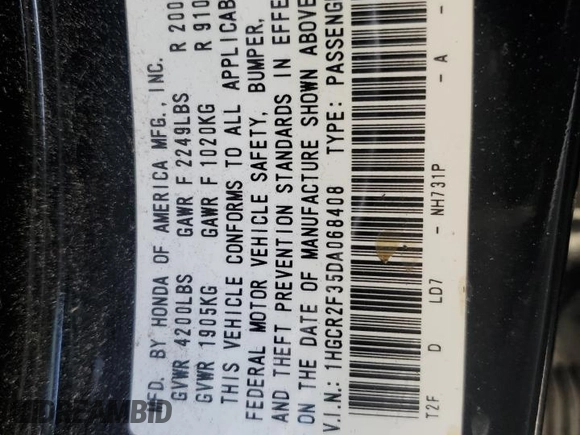 FD. BY HONDA OF AMERICA MFG., INC.
GVWR 4200LBS GAWR F 2249LBS R 200
GVWR 1905KG GAWR F 1020KG R 910
THIS VEHICLE CONFORMS TO ALL APPLICAB
FEDERAL MOTOR VEHICLE SAFETY, BUMPER,
AND THEFT PREVENTION STANDARDS IN EFFE
ON THE DATE OF MANUFACTURE SHOWN ABOVE
V.I.N.: 1HGCR2F35DA068408 TYPE: PASSENG
T2F D LD7 - NH731P - A -